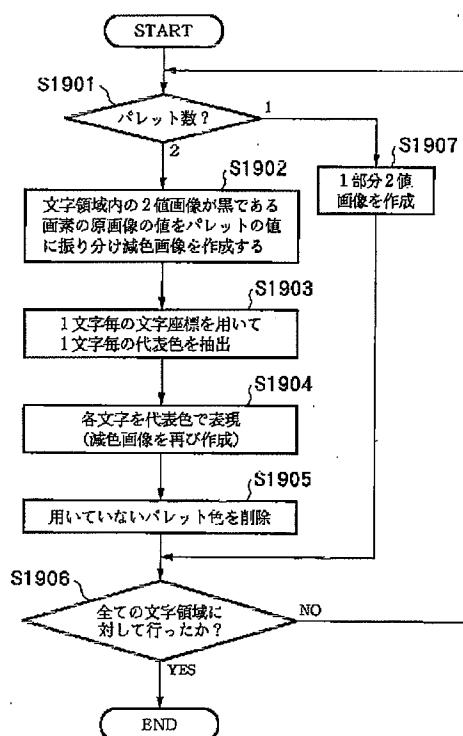 START
S1901
パレット数?
1
2
S1907
1部分2値
画像を作成
S1902
文字領域内の2値画像が黒である
画素の原画像の値をパレットの値
に振り分け減色画像を作成する
S1903
1文字毎の文字座標を用いて
1文字毎の代表色を抽出
S1904
各文字を代表色で表現
(減色画像を再び作成)
S1905
用いていないパレット色を削除
S1906
全ての文字領域に
対して行ったか?
NO
YES
END